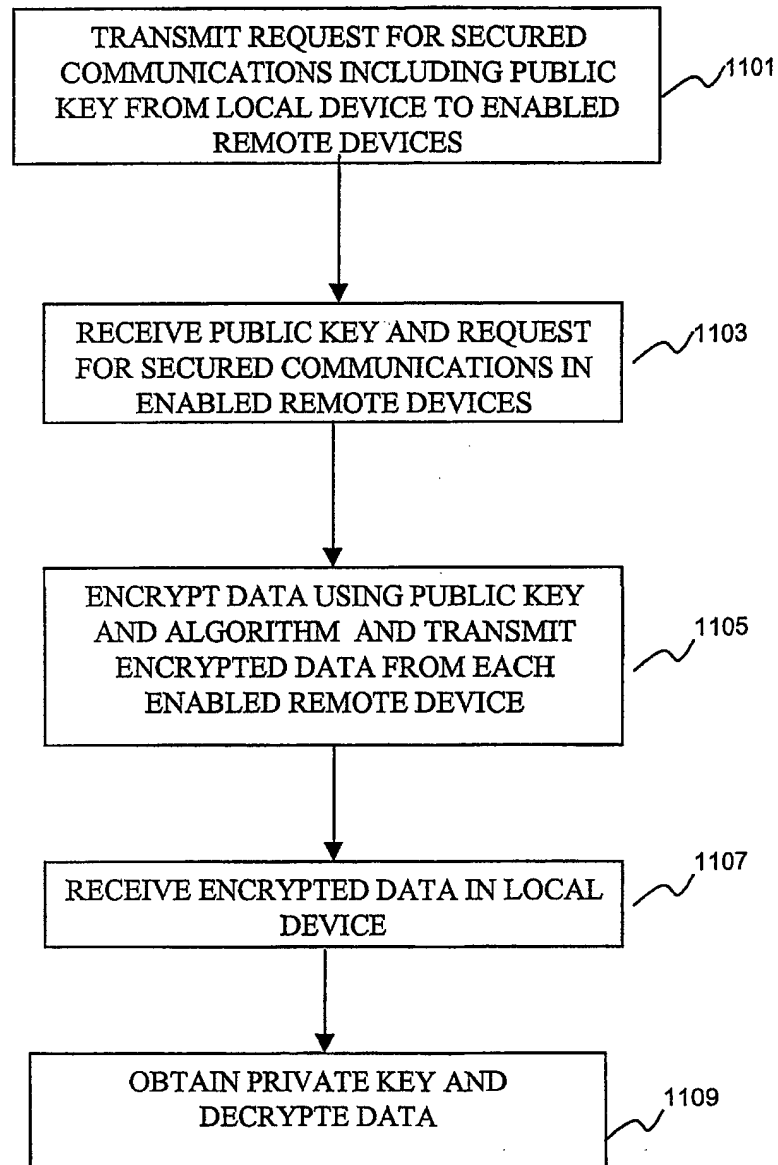 TRANSMIT REQUEST FOR SECURED
COMMUNICATIONS INCLUDING PUBLIC
KEY FROM LOCAL DEVICE TO ENABLED
REMOTE DEVICES
1101
RECEIVE PUBLIC KEY AND REQUEST
FOR SECURED COMMUNICATIONS IN
ENABLED REMOTE DEVICES
1103
ENCRYPT DATA USING PUBLIC KEY
AND ALGORITHM AND TRANSMIT
ENCRYPTED DATA FROM EACH
ENABLED REMOTE DEVICE
1105
RECEIVE ENCRYPTED DATA IN LOCAL
DEVICE
1107
OBTAIN PRIVATE KEY AND
DECRYPTE DATA
1109